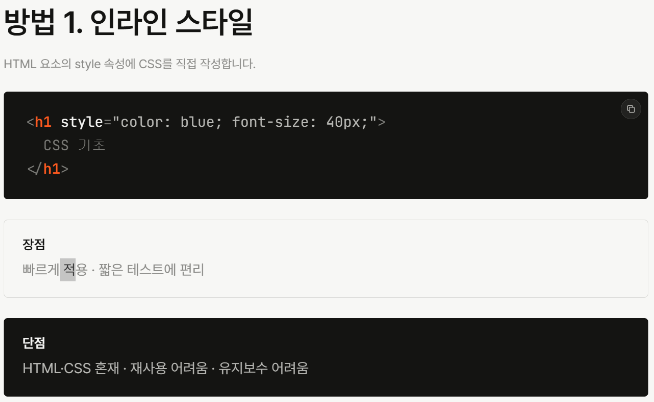 방법 1. 인라인 스타일
HTML 요소의 style 속성에 CSS를 직접 작성합니다.
<h1 style="color: blue; font-size: 40px;">
  CSS 기초
</h1>
장점
빠르게 적용 · 짧은 테스트에 편리
단점
HTML·CSS 혼재 · 재사용 어려움 · 유지보수 어려움